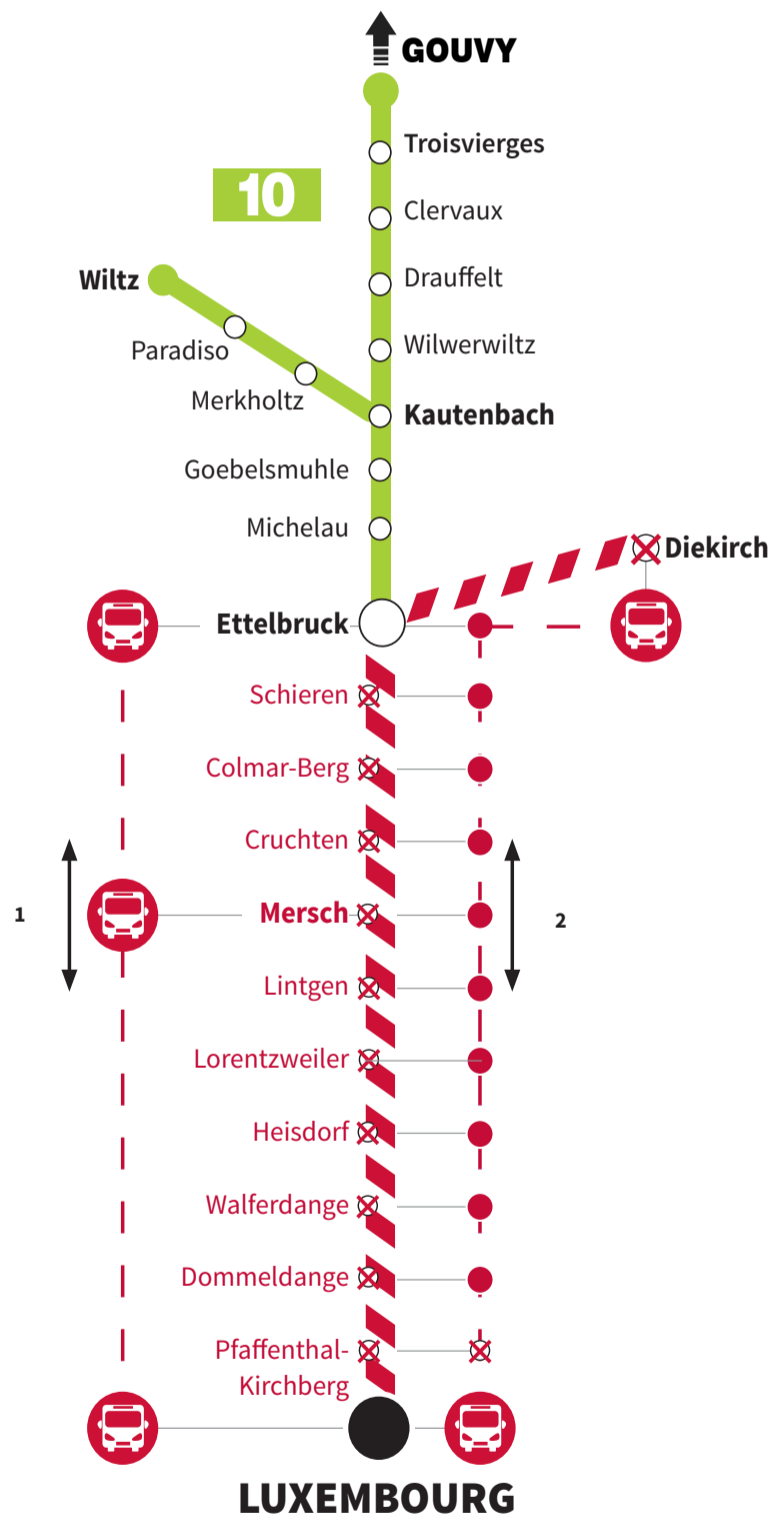 GOUVY
Troisvierges
10
Clervaux
Wiltz
Drauffelt
Paradiso
Wilwerwiltz
Merkholtz
Kautenbach
Goebelsmuhle
Michelau
Diekirch
Ettelbruck
Schieren
Colmar-Berg
Cruchten
1
Mersch
2
Lintgen
Lorentzweiler
Heisdorf
Walferdange
Dommeldange
Pfaffenthal-
Kirchberg
LUXEMBOURG